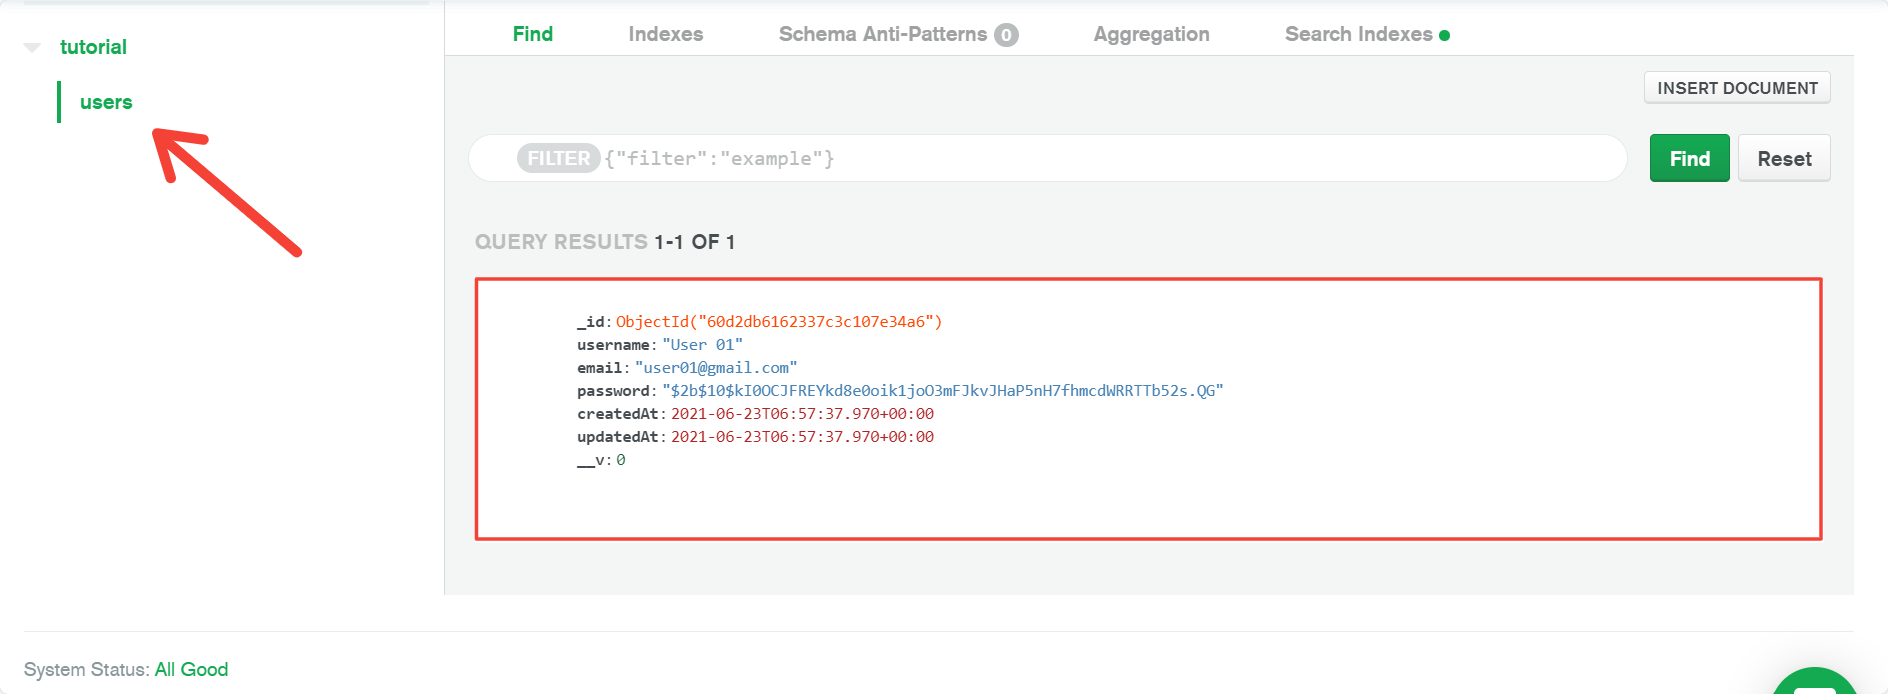 tutorial
users
Find Indexes Schema Anti-Patterns 0 Aggregation Search Indexes
INSERT DOCUMENT
FILTER {"filter":"example"}
Find Reset
QUERY RESULTS 1-1 OF 1
_id: ObjectId("60d2db6162337c3c107e34a6")
username: "User 01"
email: "user01@gmail.com"
password: "$2b$10$kI0OCJFREYkd8e0oik1joO3mFJkvJHaP5nH7fhmcdWRRTTb52s.QG"
createdAt: 2021-06-23T06:57:37.970+00:00
updatedAt: 2021-06-23T06:57:37.970+00:00
__v: 0
System Status: All Good